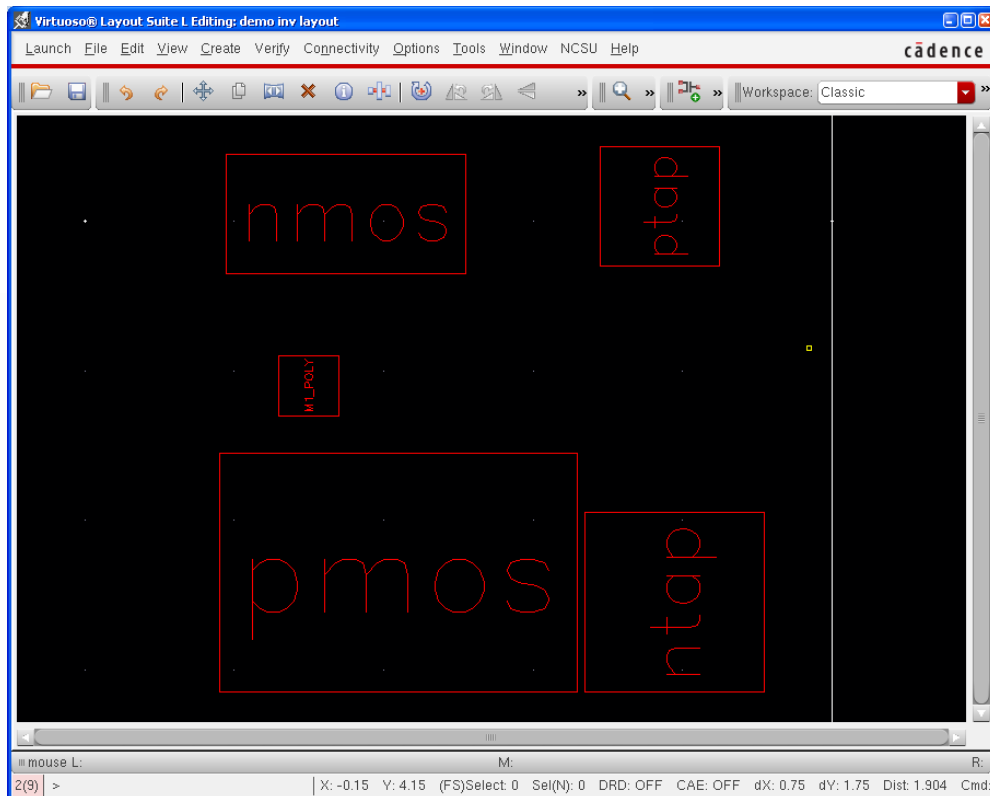 Virtuoso® Layout Suite L Editing: demo inv layout
Launch File Edit View Create Verify Connectivity Options Tools Window NCSU Help
cādence
» » » Workspace: Classic »
nmos
ptap
M1_POLY
pmos
ntap
mouse L: M: R:
2(9) > X: -0.15 Y: 4.15 (FS)Select: 0 Sel(N): 0 DRD: OFF CAE: OFF dX: 0.75 dY: 1.75 Dist: 1.904 Cmd: